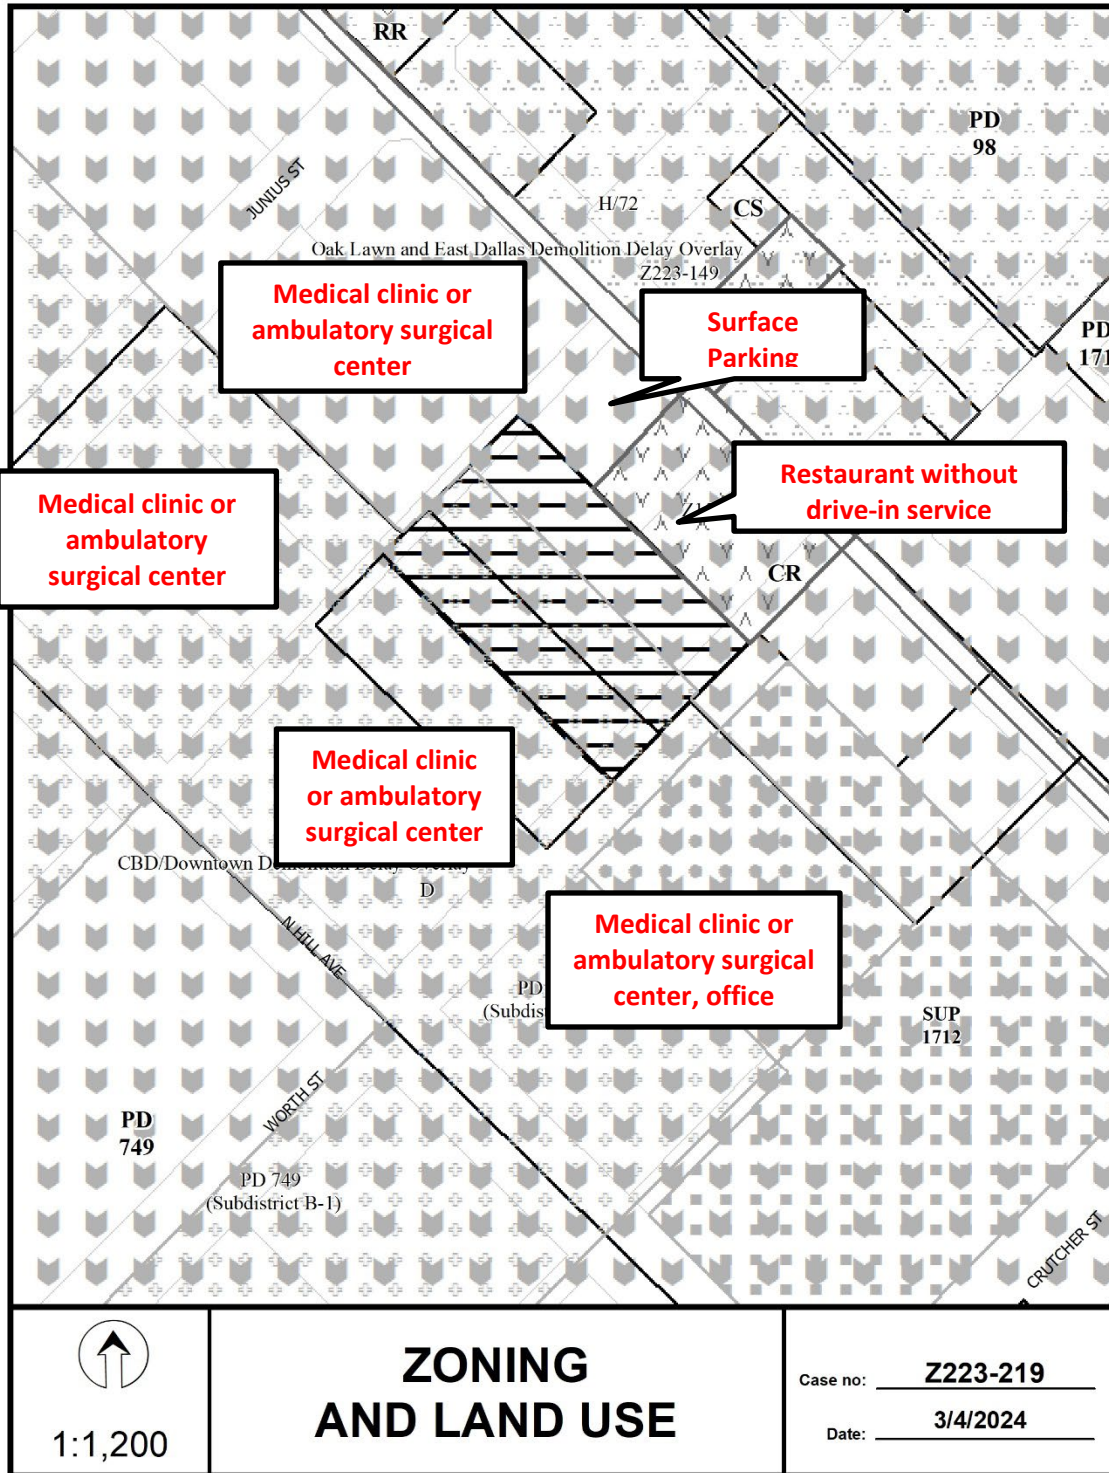 RR
PD
98
JUNIUS ST
H/72
CS
Oak Lawn and East Dallas Demolition Delay Overlay
Z223-149
Medical clinic or
ambulatory surgical
center
Surface
Parking
PD
171
Medical clinic or
ambulatory
surgical center
Restaurant without
drive-in service
CR
Medical clinic
or ambulatory
surgical center
CBD/Downtown Demolition Delay Overlay
D
Medical clinic or
ambulatory surgical
center, office
N HILL AVE
PD
(Subdis
SUP
1712
WORTH ST
PD
749
PD 749
(Subdistrict B-1)
CRUTCHER ST
1:1,200
ZONING
AND LAND USE
Case no: Z223-219
Date: 3/4/2024